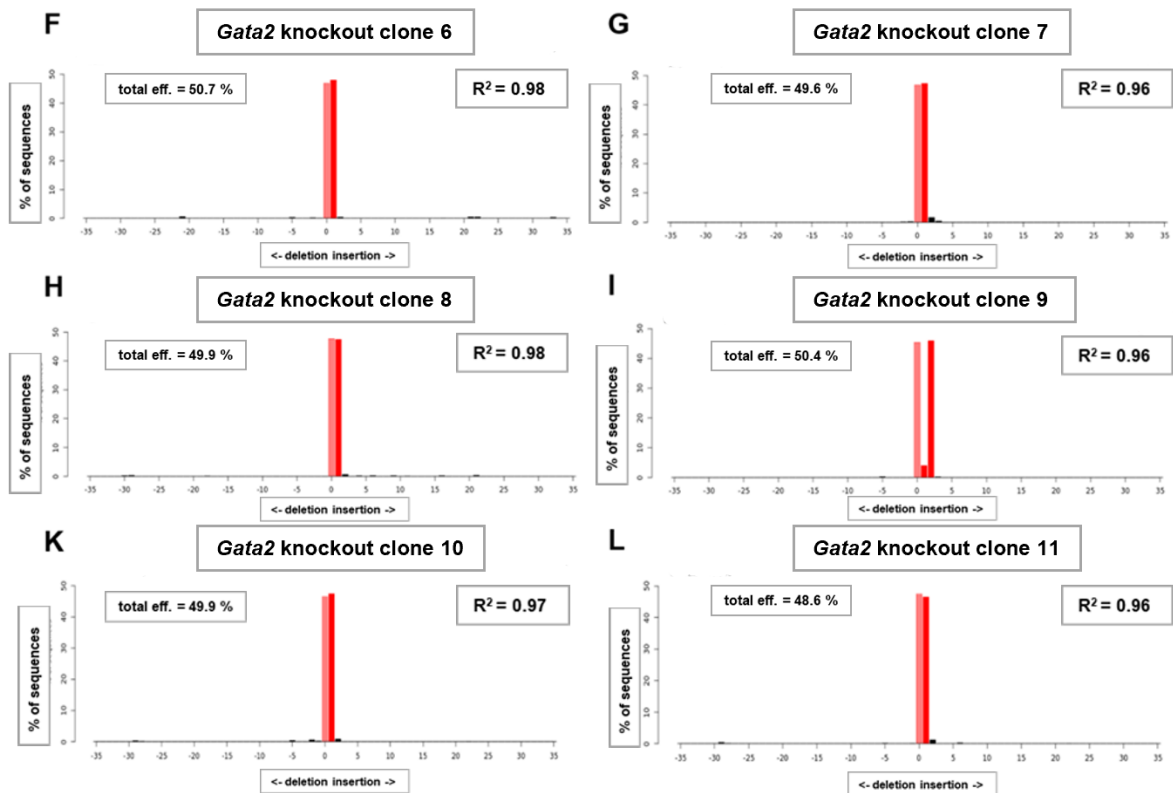 F
Gata2 knockout clone 6
total eff. = 50.7 %
R² = 0.98
% of sequences
50
40
30
20
10
0
-35 -30 -25 -20 -15 -10 -5 0 5 10 15 20 25 30 35
<- deletion insertion ->
G
Gata2 knockout clone 7
total eff. = 49.6 %
R² = 0.96
% of sequences
50
40
30
20
10
0
-35 -30 -25 -20 -15 -10 -5 0 5 10 15 20 25 30 35
<- deletion insertion ->
H
Gata2 knockout clone 8
total eff. = 49.9 %
R² = 0.98
% of sequences
50
40
30
20
10
0
-35 -30 -25 -20 -15 -10 -5 0 5 10 15 20 25 30 35
<- deletion insertion ->
I
Gata2 knockout clone 9
total eff. = 50.4 %
R² = 0.96
% of sequences
50
40
30
20
10
0
-35 -30 -25 -20 -15 -10 -5 0 5 10 15 20 25 30 35
<- deletion insertion ->
K
Gata2 knockout clone 10
total eff. = 49.9 %
R² = 0.97
% of sequences
50
40
30
20
10
0
-35 -30 -25 -20 -15 -10 -5 0 5 10 15 20 25 30 35
<- deletion insertion ->
L
Gata2 knockout clone 11
total eff. = 48.6 %
R² = 0.96
% of sequences
50
40
30
20
10
0
-35 -30 -25 -20 -15 -10 -5 0 5 10 15 20 25 30 35
<- deletion insertion ->